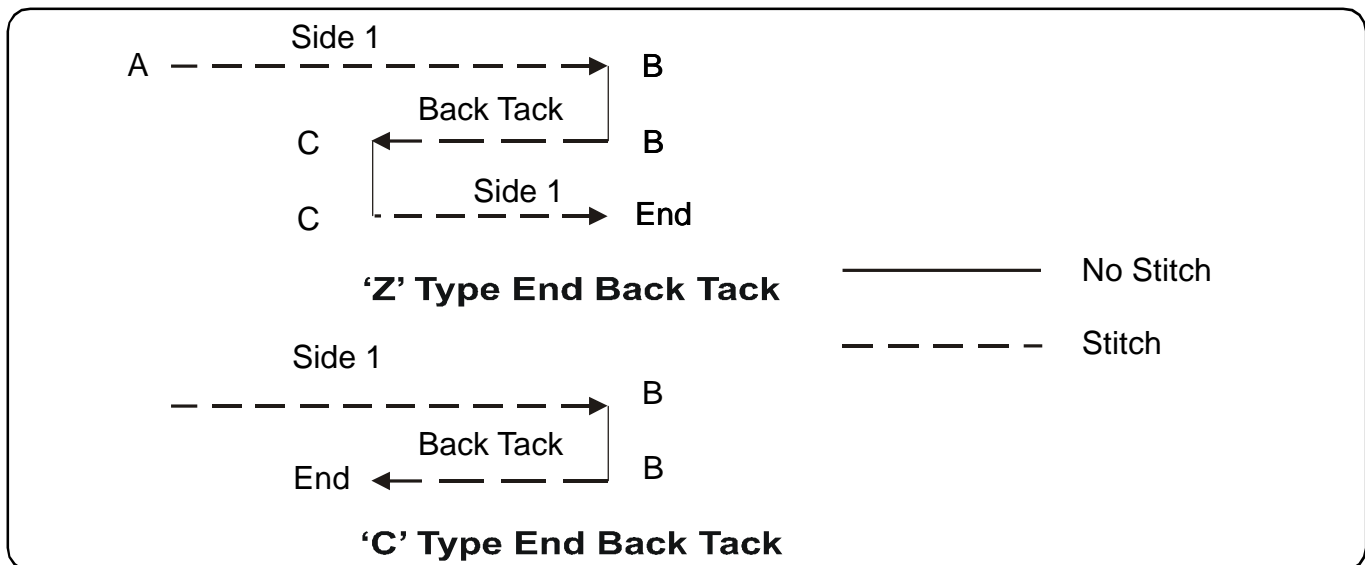 Side 1
A B
Back Tack
C B
Side 1
C End
‘Z’ Type End Back Tack
No Stitch
Stitch
Side 1
B
Back Tack
End B
‘C’ Type End Back Tack